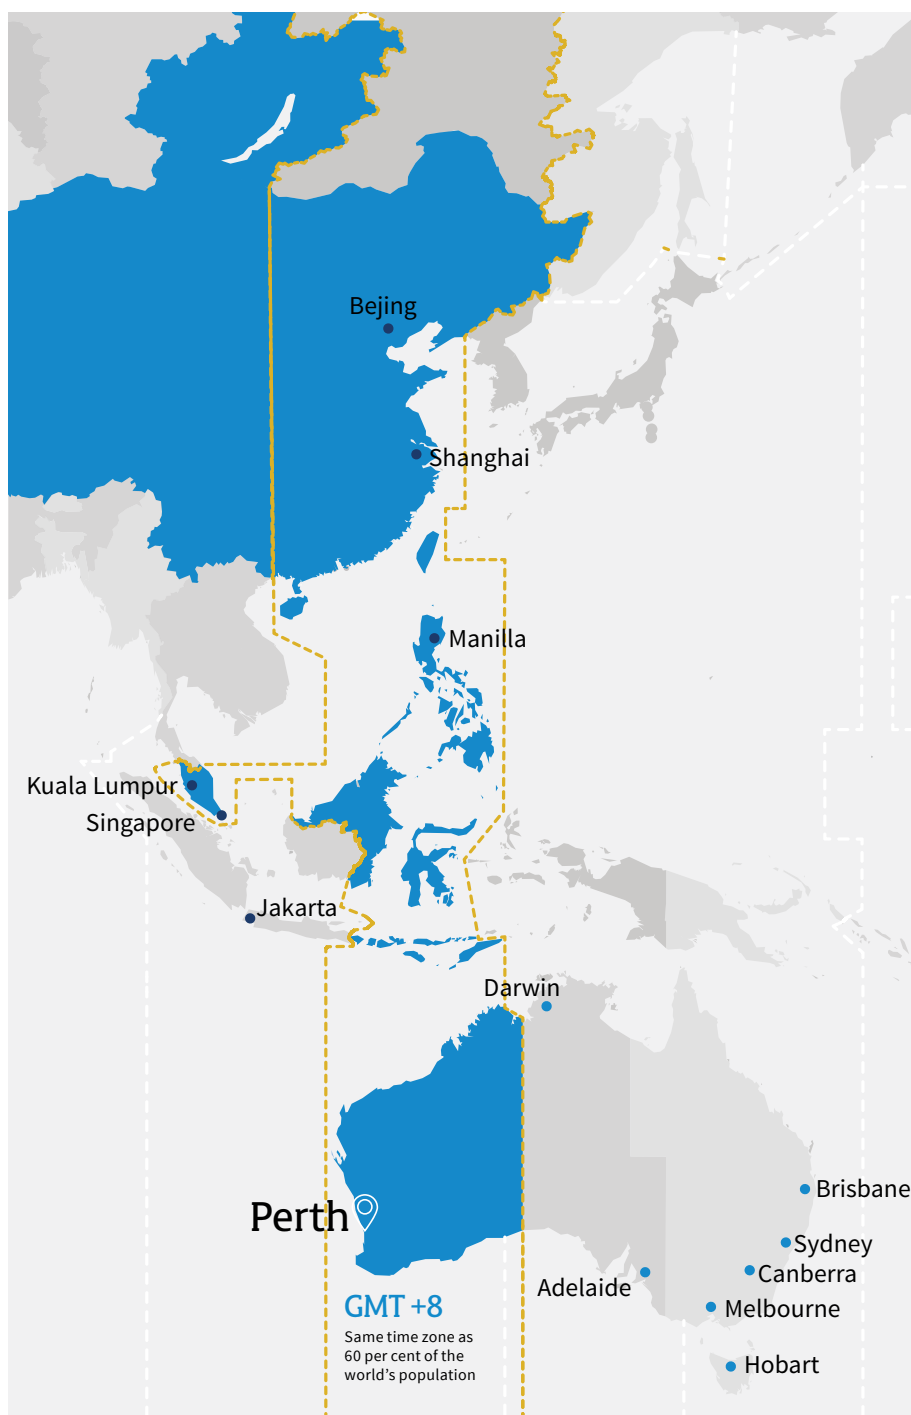 Bejing
Shanghai
Manilla
Kuala Lumpur
Singapore
Jakarta
Darwin
Brisbane
Perth
Sydney
Canberra
Adelaide
GMT +8
Melbourne
Same time zone as
60 per cent of the
world's population
Hobart